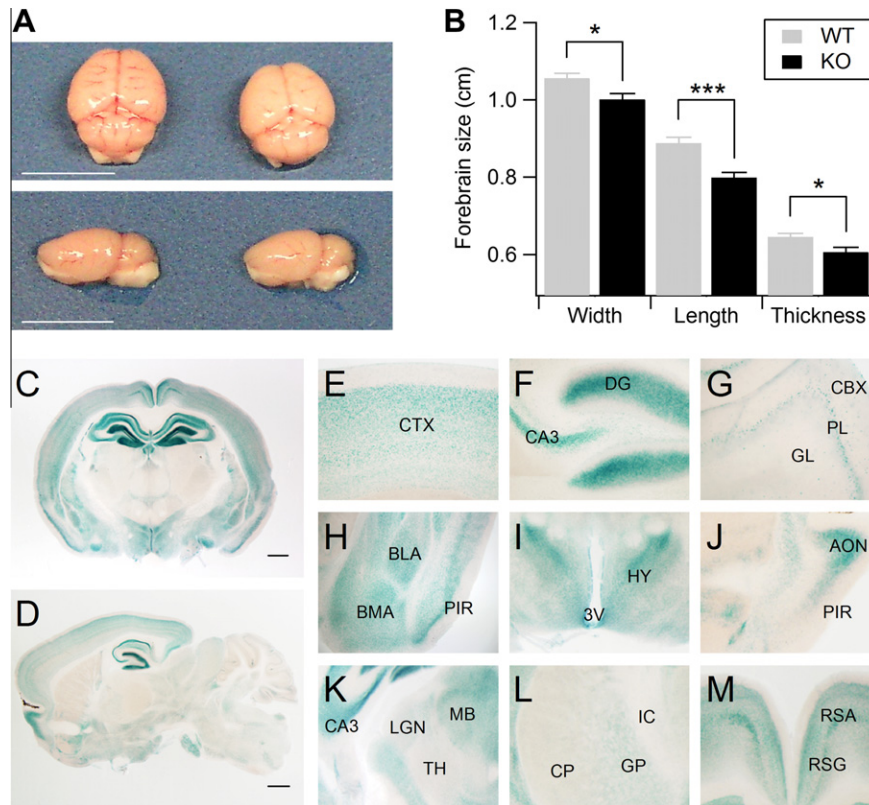 A
B
Forebrain size (cm)
1.2
1.0
0.8
0.6
*
***
*
WT
KO
Width
Length
Thickness
C
D
E
CTX
F
DG
CA3
G
CBX
PL
GL
H
BLA
BMA
PIR
I
HY
3V
J
AON
PIR
K
CA3
LGN
MB
TH
L
IC
CP
GP
M
RSA
RSG